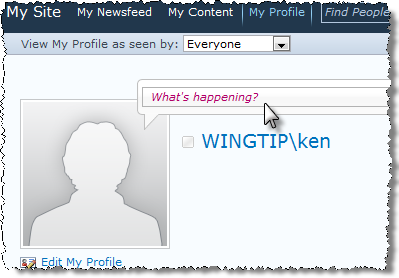 My Site My Newsfeed My Content My Profile Find People
View My Profile as seen by: Everyone
What's happening?
WINGTIP\ken
Edit My Profile